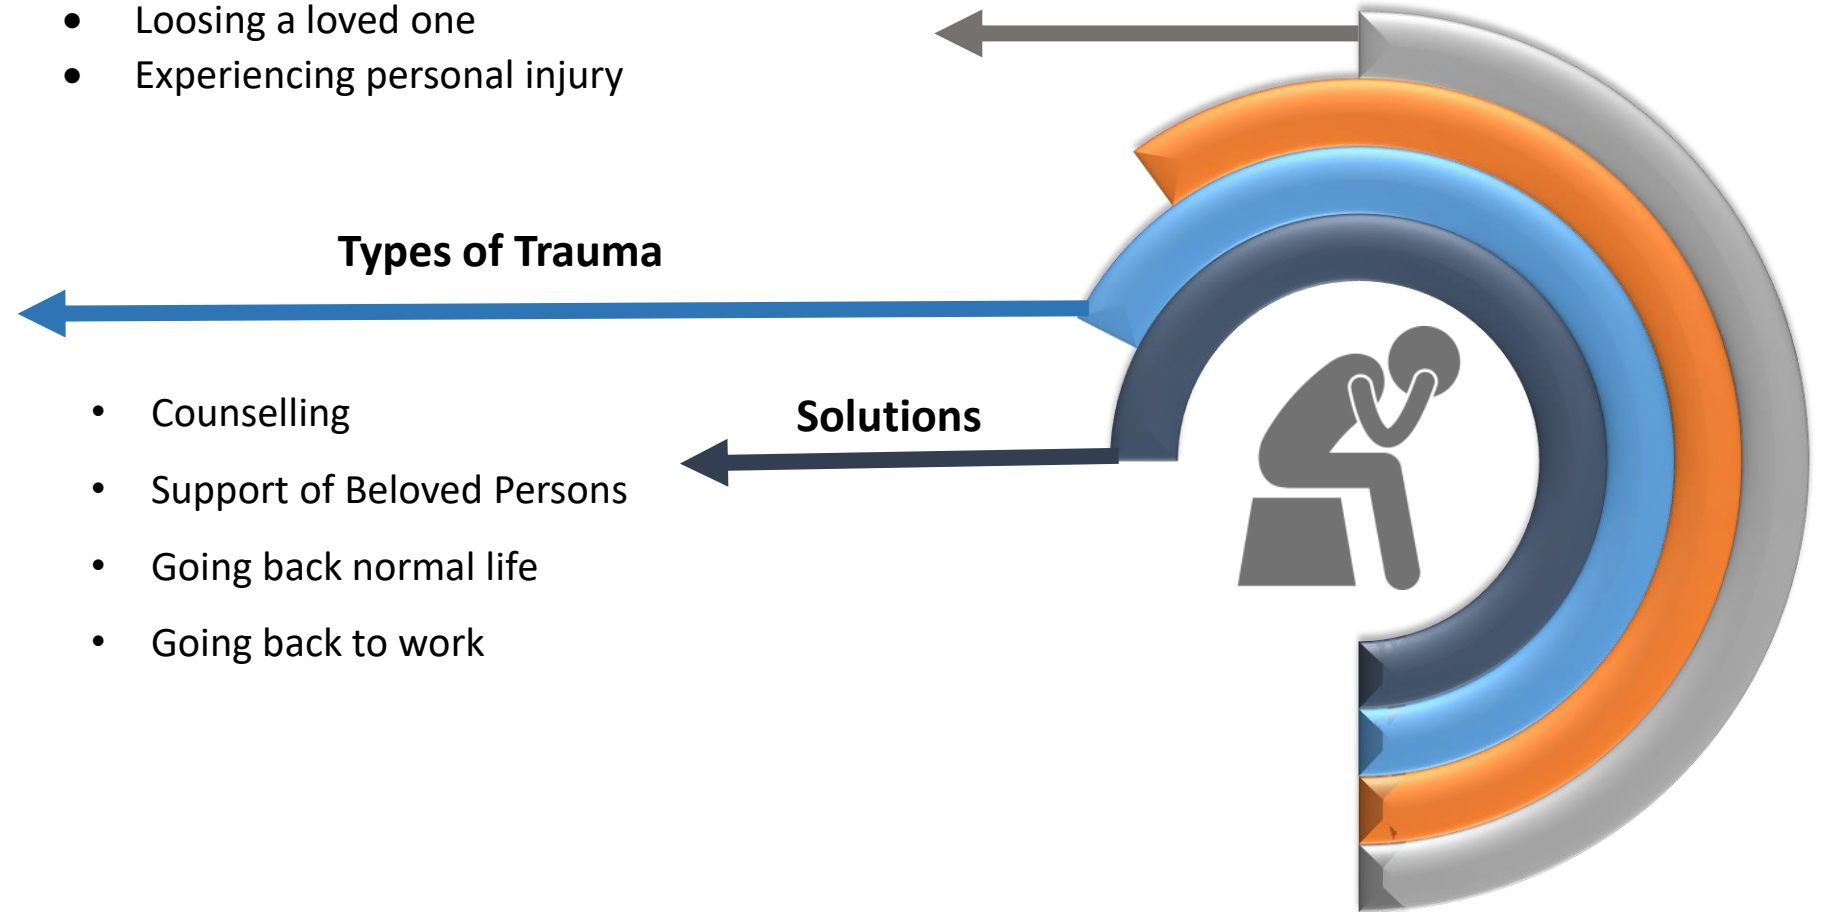 • Loosing a loved one
• Experiencing personal injury
Types of Trauma
• Counselling
Solutions
• Support of Beloved Persons
• Going back normal life
• Going back to work